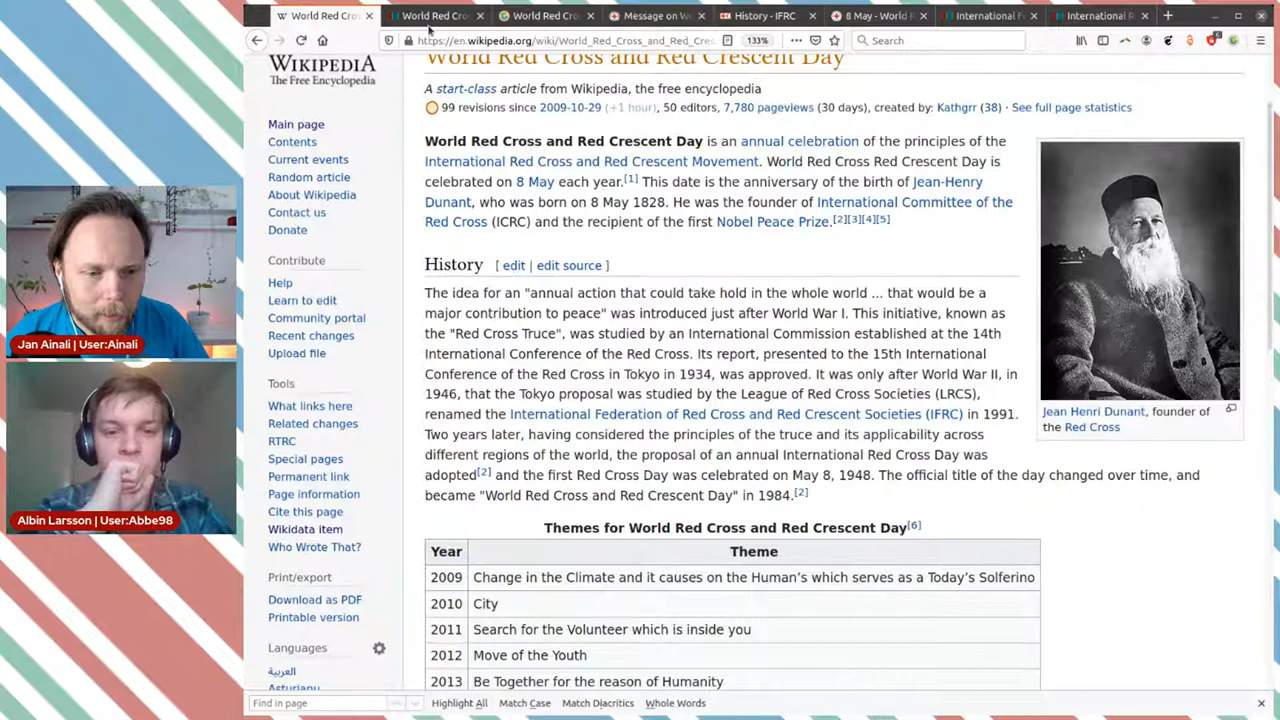 World Red Cros
World Red Cro
World Red Cro
Message on Wo
History - IFRC
8 May - World R
International Fe
International R
https://en.wikipedia.org/wiki/World_Red_Cross_and_Red_Cres
133%
Search
WIKIPEDIA
The Free Encyclopedia
Main page
Contents
Current events
Random article
About Wikipedia
Contact us
Donate
Contribute
Help
Learn to edit
Community portal
Recent changes
Upload file
Tools
What links here
Related changes
RTRC
Special pages
Permanent link
Page information
Cite this page
Wikidata item
Who Wrote That?
Print/export
Download as PDF
Printable version
Languages
العربية
Asturianu
World Red Cross and Red Crescent Day
A start-class article from Wikipedia, the free encyclopedia
99 revisions since 2009-10-29 (+1 hour), 50 editors, 7,780 pageviews (30 days), created by: Kathgrr (38) · See full page statistics
World Red Cross and Red Crescent Day is an annual celebration of the principles of the
International Red Cross and Red Crescent Movement. World Red Cross Red Crescent Day is
celebrated on 8 May each year.[1] This date is the anniversary of the birth of Jean-Henry
Dunant, who was born on 8 May 1828. He was the founder of International Committee of the
Red Cross (ICRC) and the recipient of the first Nobel Peace Prize.[2][3][4][5]
History [ edit | edit source ]
The idea for an "annual action that could take hold in the whole world ... that would be a
major contribution to peace" was introduced just after World War I. This initiative, known as
the "Red Cross Truce", was studied by an International Commission established at the 14th
International Conference of the Red Cross. Its report, presented to the 15th International
Conference of the Red Cross in Tokyo in 1934, was approved. It was only after World War II, in
1946, that the Tokyo proposal was studied by the League of Red Cross Societies (LRCS),
renamed the International Federation of Red Cross and Red Crescent Societies (IFRC) in 1991.
Two years later, having considered the principles of the truce and its applicability across
different regions of the world, the proposal of an annual International Red Cross Day was
adopted[2] and the first Red Cross Day was celebrated on May 8, 1948. The official title of the day changed over time, and
became "World Red Cross and Red Crescent Day" in 1984.[2]
Jean Henri Dunant, founder of
the Red Cross
Themes for World Red Cross and Red Crescent Day[6]
Year Theme
2009 Change in the Climate and it causes on the Human's which serves as a Today's Solferino
2010 City
2011 Search for the Volunteer which is inside you
2012 Move of the Youth
2013 Be Together for the reason of Humanity
Find in page
Highlight All
Match Case
Match Diacritics
Whole Words
Jan Ainali | User:Ainali
Albin Larsson | User:Abbe98